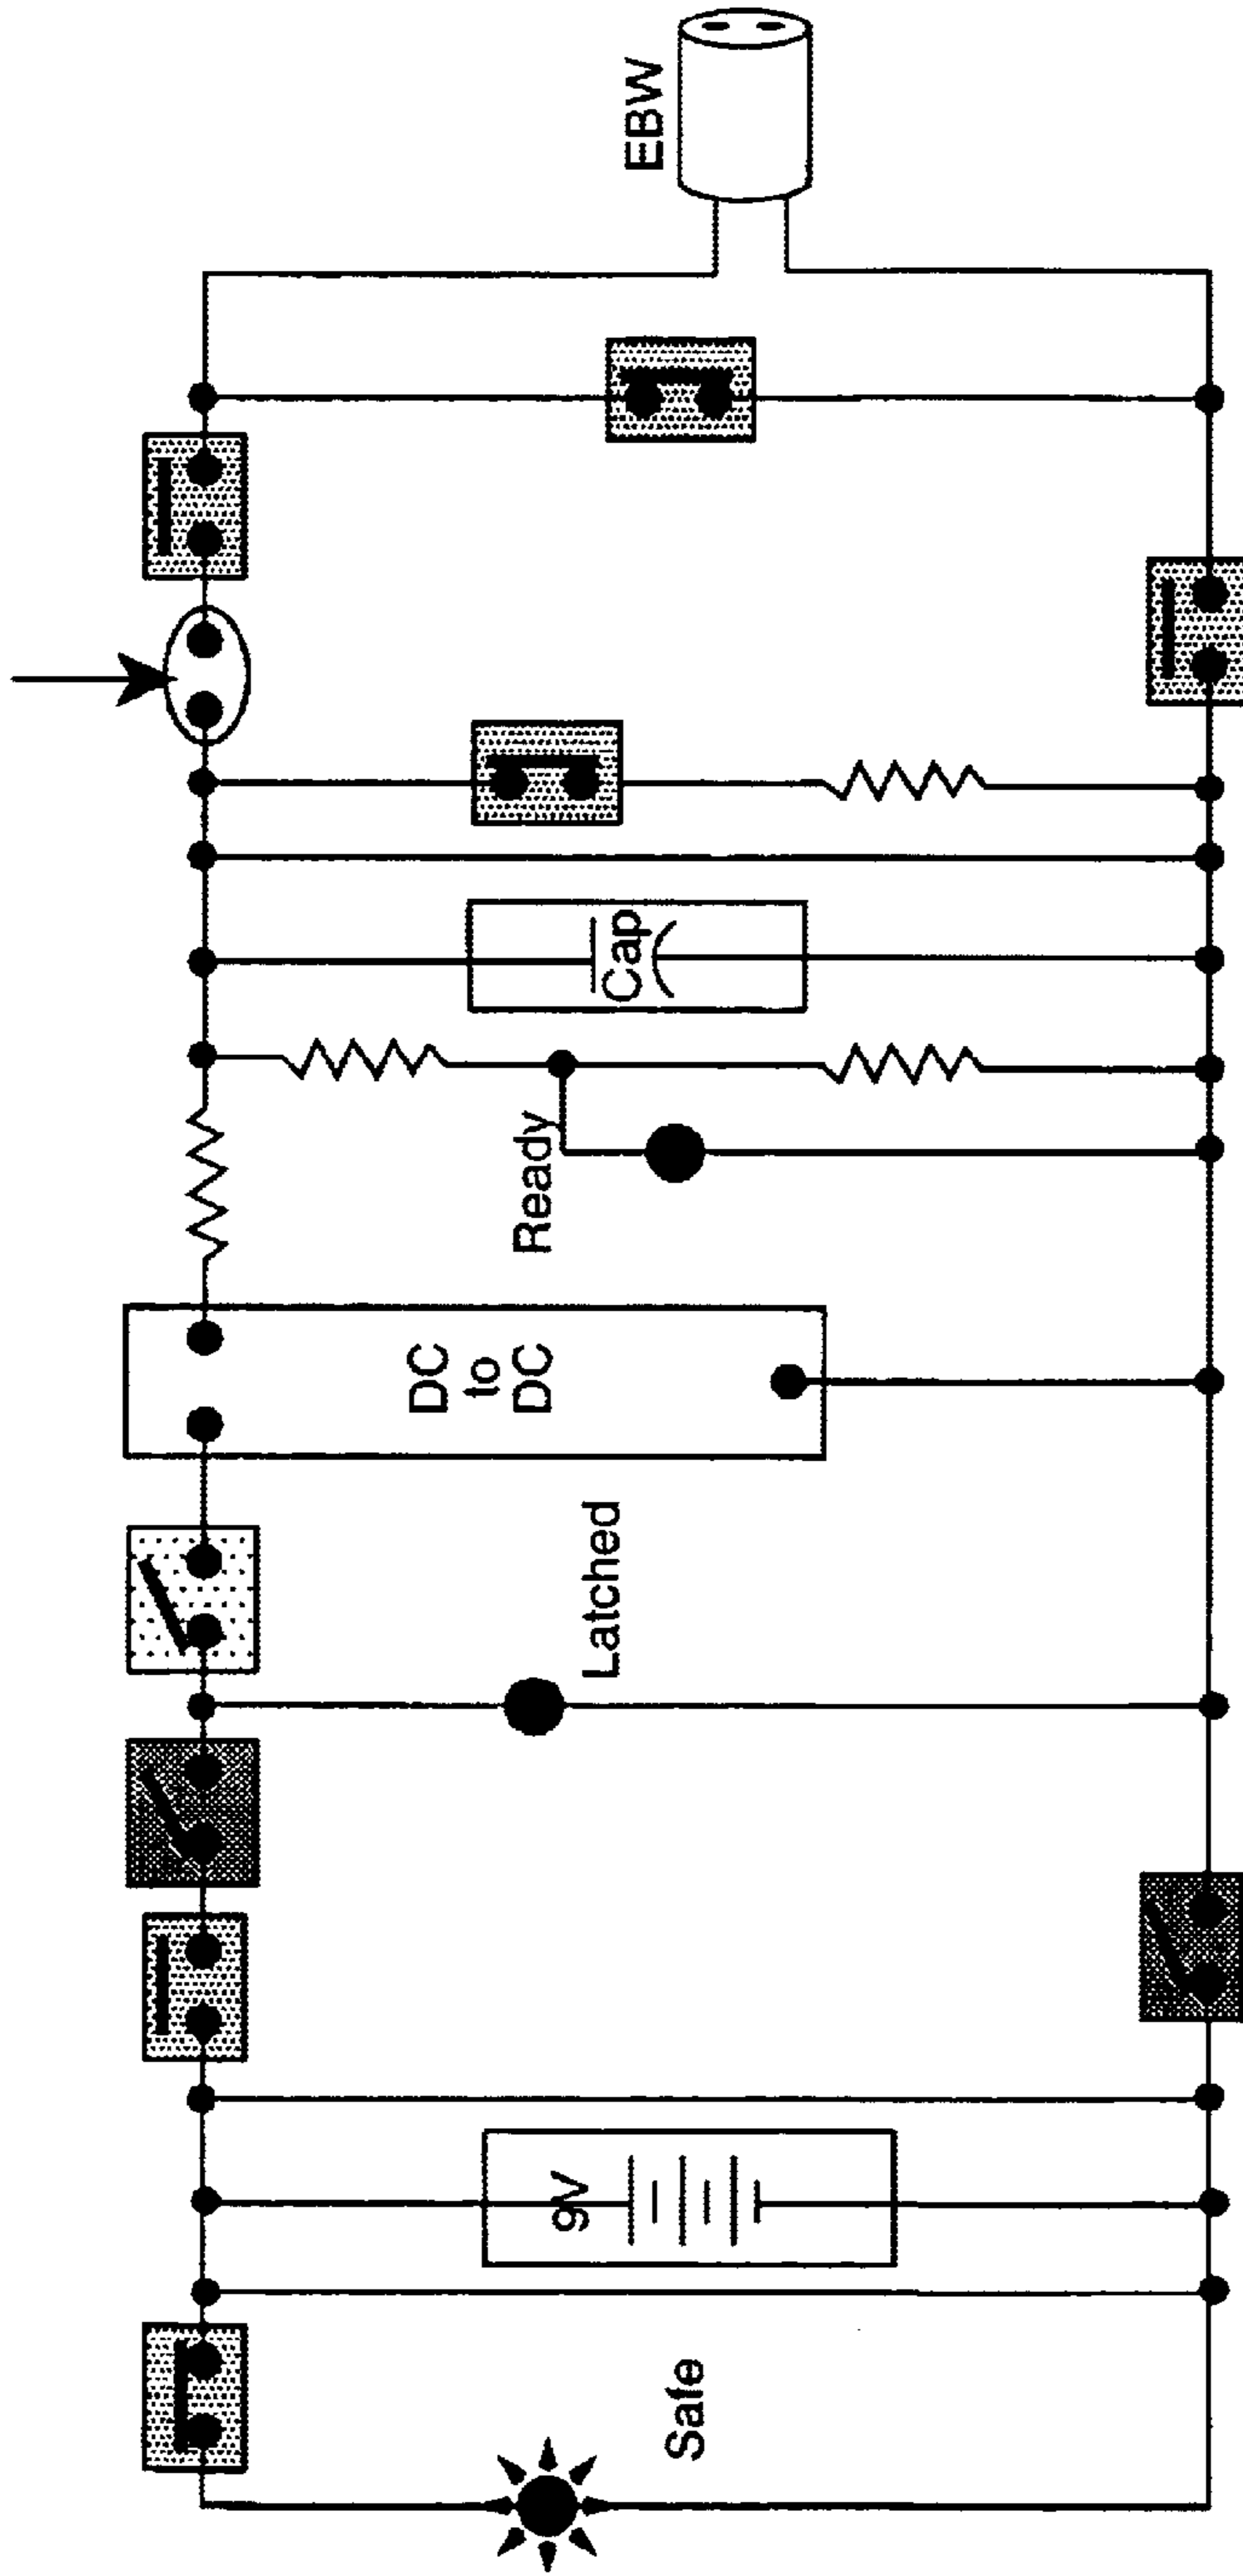 Safe
9V
Latched
DC
to
DC
Ready
Cap
EBW